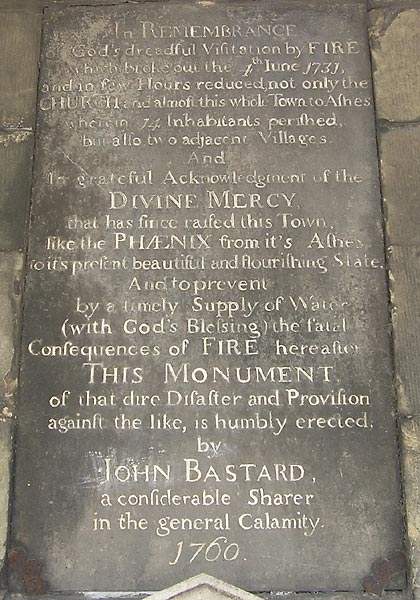 In REMEMBRANCE
of God's dreadful Viſitation by FIRE
which broke out the 4th Iune 1731,
and in few Hours reduced, not only the
CHURCH, and almoſt this whole Town to Aſhes
wherein 14 Inhabitants periſhed,
but alſo two adjacent Villages.
And
In grateful Acknowledgment of the
DIVINE MERCY,
that has ſince raiſed this Town,
like the PHÆNIX from it's Aſhes,
to it's preſent beautiful and flouriſhing State.
And to prevent
by a timely Supply of Water
(with God's Bleſsing) the fatal
Conſequences of FIRE hereafter
THIS MONUMENT
of that dire Diſaſter and Proviſion
againſt the like, is humbly erected,
by
JOHN BASTARD,
a conſiderable Sharer
in the general Calamity.
1760.